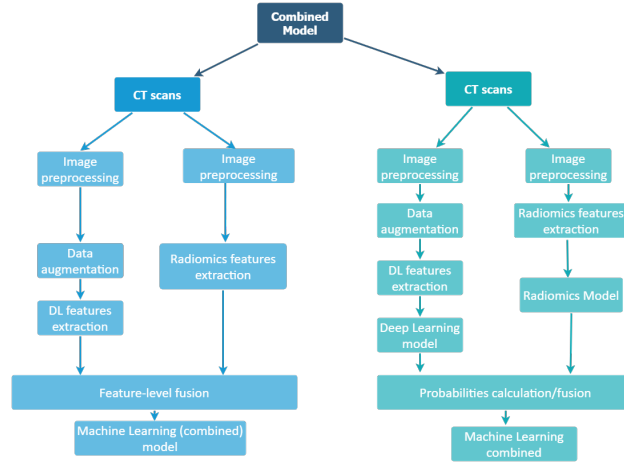 Combined
Model
CT scans
CT scans
Image
preprocessing
Image
preprocessing
Image
preprocessing
Image
preprocessing
Data
augmentation
Radiomics features
extraction
Data
augmentation
Radiomics features
extraction
DL features
extraction
DL features
extraction
Radiomics Model
Deep Learning
model
Feature-level fusion
Probabilities calculation/fusion
Machine Learning (combined)
model
Machine Learning
combined